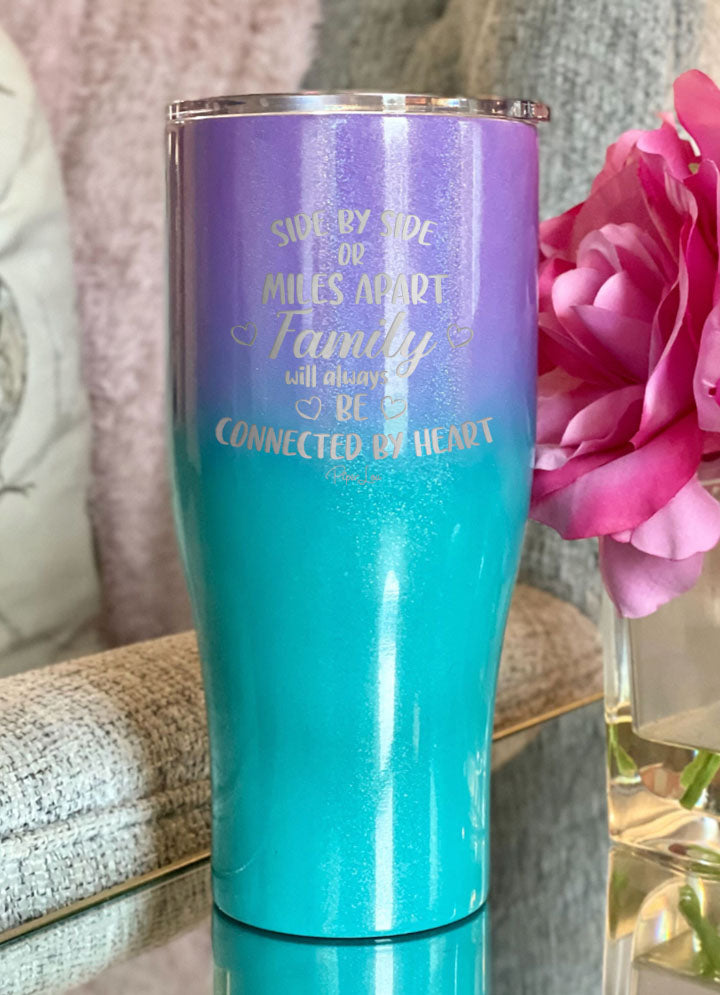 SIDE BY SIDE
OR
MILES APART
Family
will always
BE
CONNECTED BY HEART